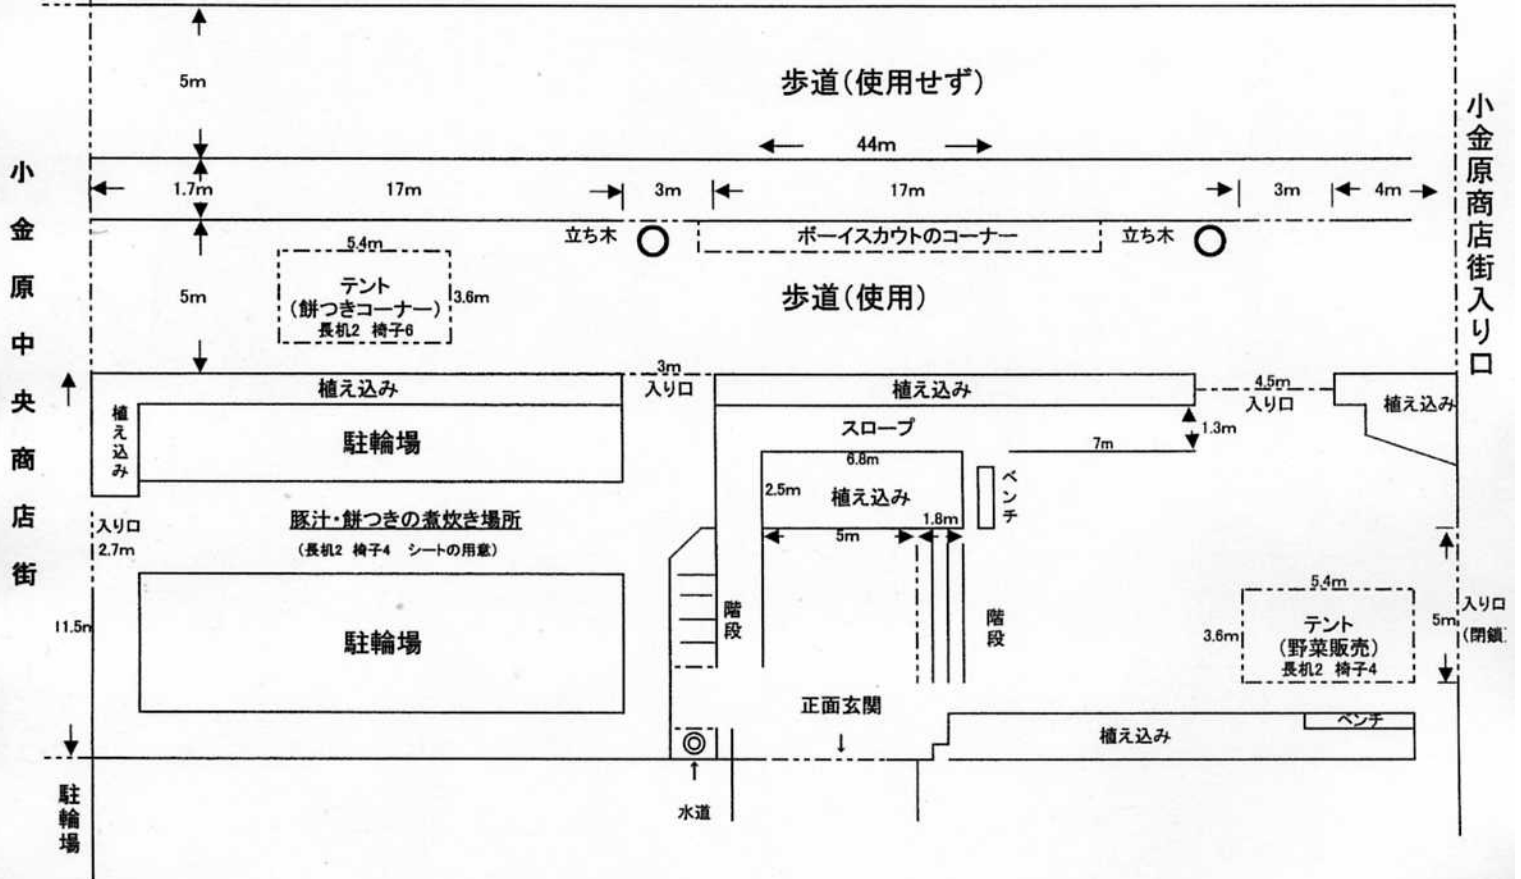 5m
歩道(使用せず)
44m
1.7m
17m
3m
17m
3m
4m
小金原中央商店街
小金原商店街入り口
立ち木
ボーイスカウトのコーナー
立ち木
5.4m
テント
(餅つきコーナー)
長机2 椅子6
3.6m
5m
歩道(使用)
3m
入り口
植え込み
植え込み
4.5m
入り口
植え込み
植え込み
駐輪場
スロープ
1.3m
7m
6.8m
2.5m
植え込み
ベンチ
入り口
2.7m
豚汁・餅つきの煮炊き場所
(長机2 椅子4 シートの用意)
5m
1.8m
11.5m
駐輪場
階段
階段
5.4m
3.6m
テント
(野菜販売)
長机2 椅子4
5m
入り口
(閉鎖)
正面玄関
↓
ベンチ
植え込み
↑
水道
駐輪場